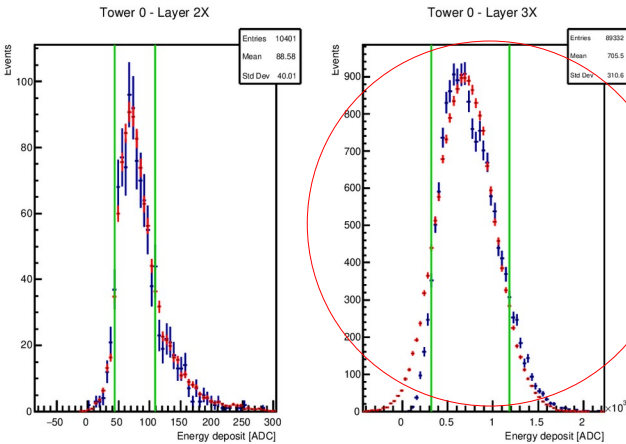 Tower 0 - Layer 2X
Events
Entries 10401
Mean 88.58
Std Dev 40.01
100
80
60
40
20
0
−50 0 50 100 150 200 250 300
Energy deposit [ADC]
Tower 0 - Layer 3X
Events
Entries 89332
Mean 705.5
Std Dev 310.6
900
800
700
600
500
400
300
200
100
0
0 0.5 1 1.5 2
×10³
Energy deposit [ADC]